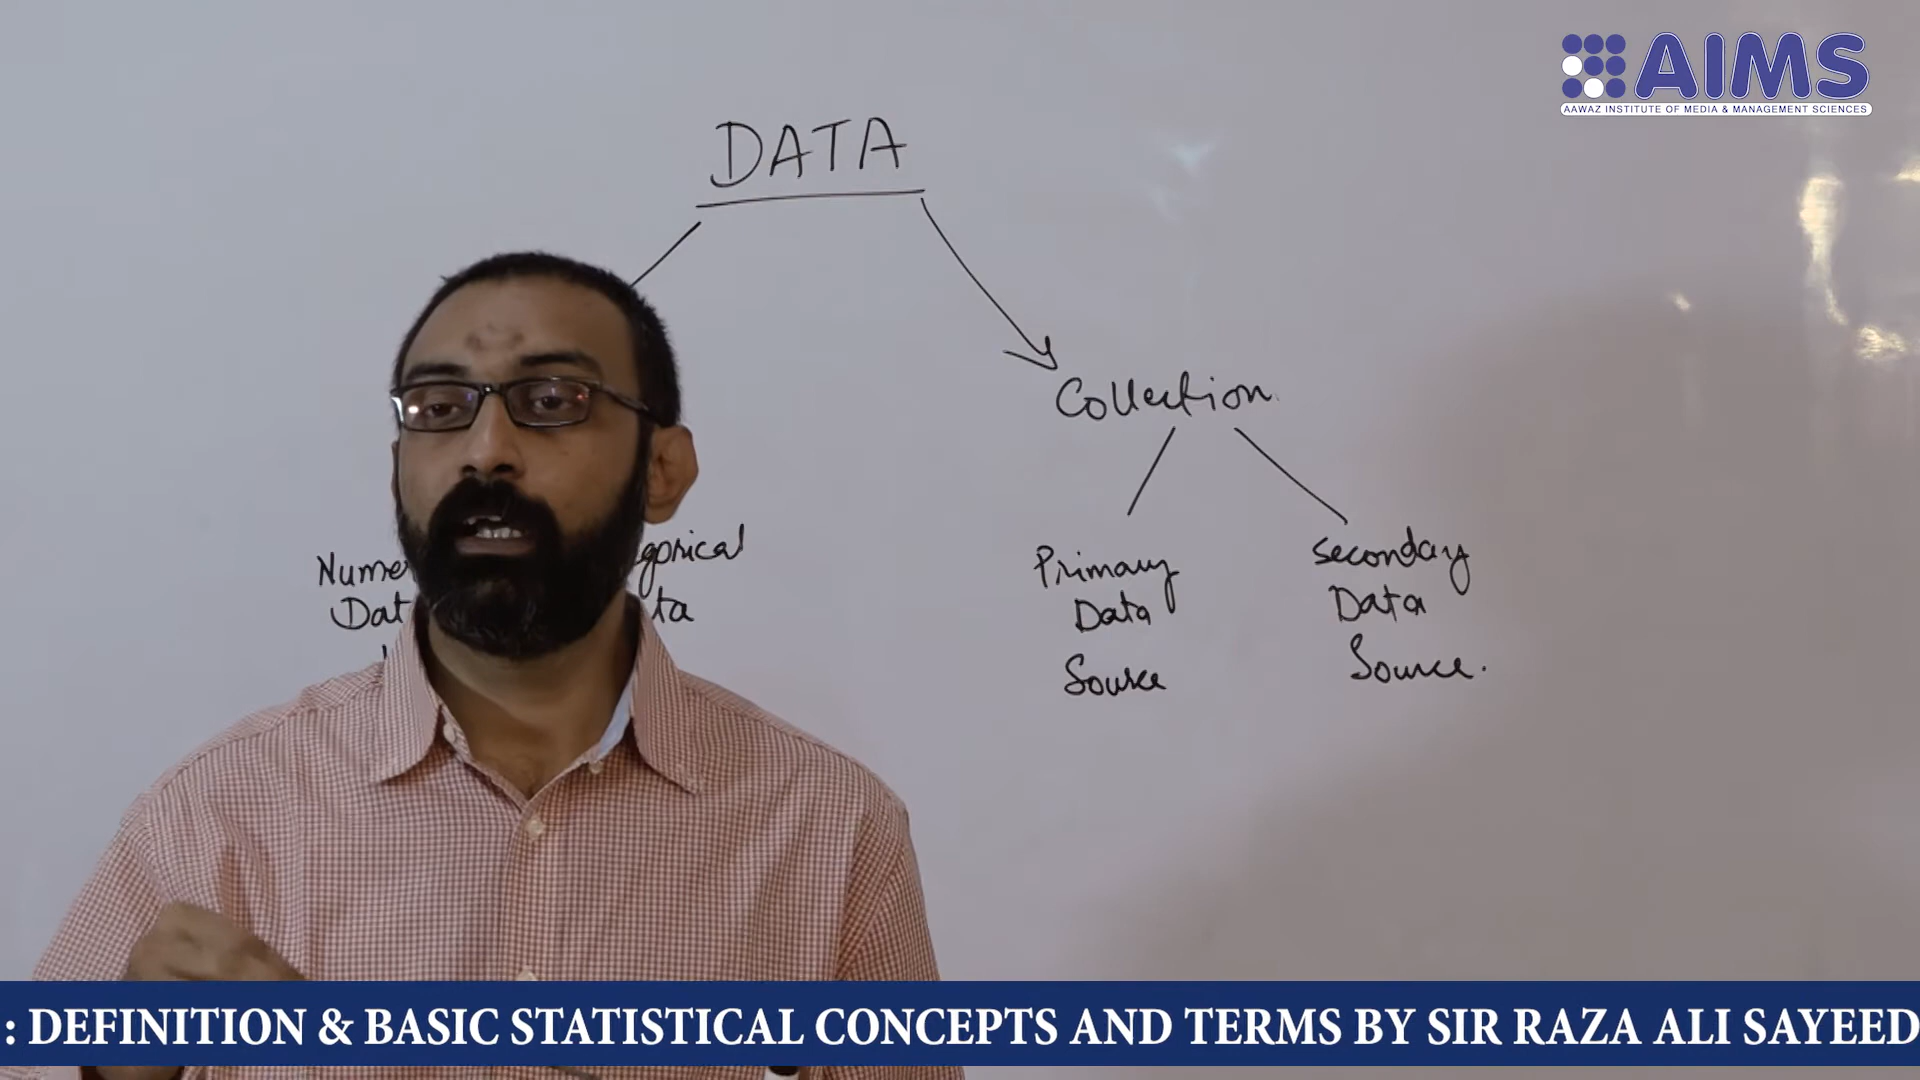 AIMS
AAWAZ INSTITUTE OF MEDIA & MANAGEMENT SCIENCES
DATA
Collection
Primary
Data
Source
Secondary
Data
Source.
: DEFINITION & BASIC STATISTICAL CONCEPTS AND TERMS BY SIR RAZA ALI SAYEED